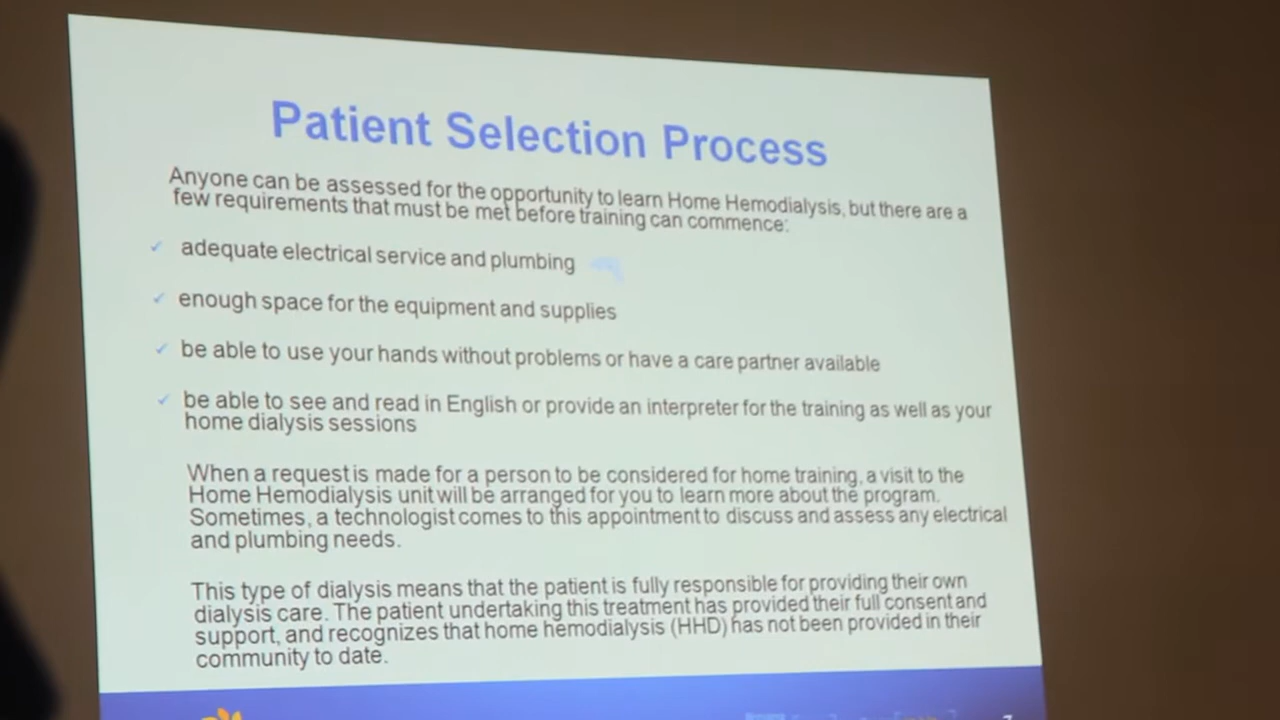 Patient Selection Process
Anyone can be assessed for the opportunity to learn Home Hemodialysis, but there are a
few requirements that must be met before training can commence:
✓ adequate electrical service and plumbing
✓ enough space for the equipment and supplies
✓ be able to use your hands without problems or have a care partner available
✓ be able to see and read in English or provide an interpreter for the training as well as your
home dialysis sessions
When a request is made for a person to be considered for home training, a visit to the
Home Hemodialysis unit will be arranged for you to learn more about the program.
Sometimes, a technologist comes to this appointment to discuss and assess any electrical
and plumbing needs.
This type of dialysis means that the patient is fully responsible for providing their own
dialysis care. The patient undertaking this treatment has provided their full consent and
support, and recognizes that home hemodialysis (HHD) has not been provided in their
community to date.